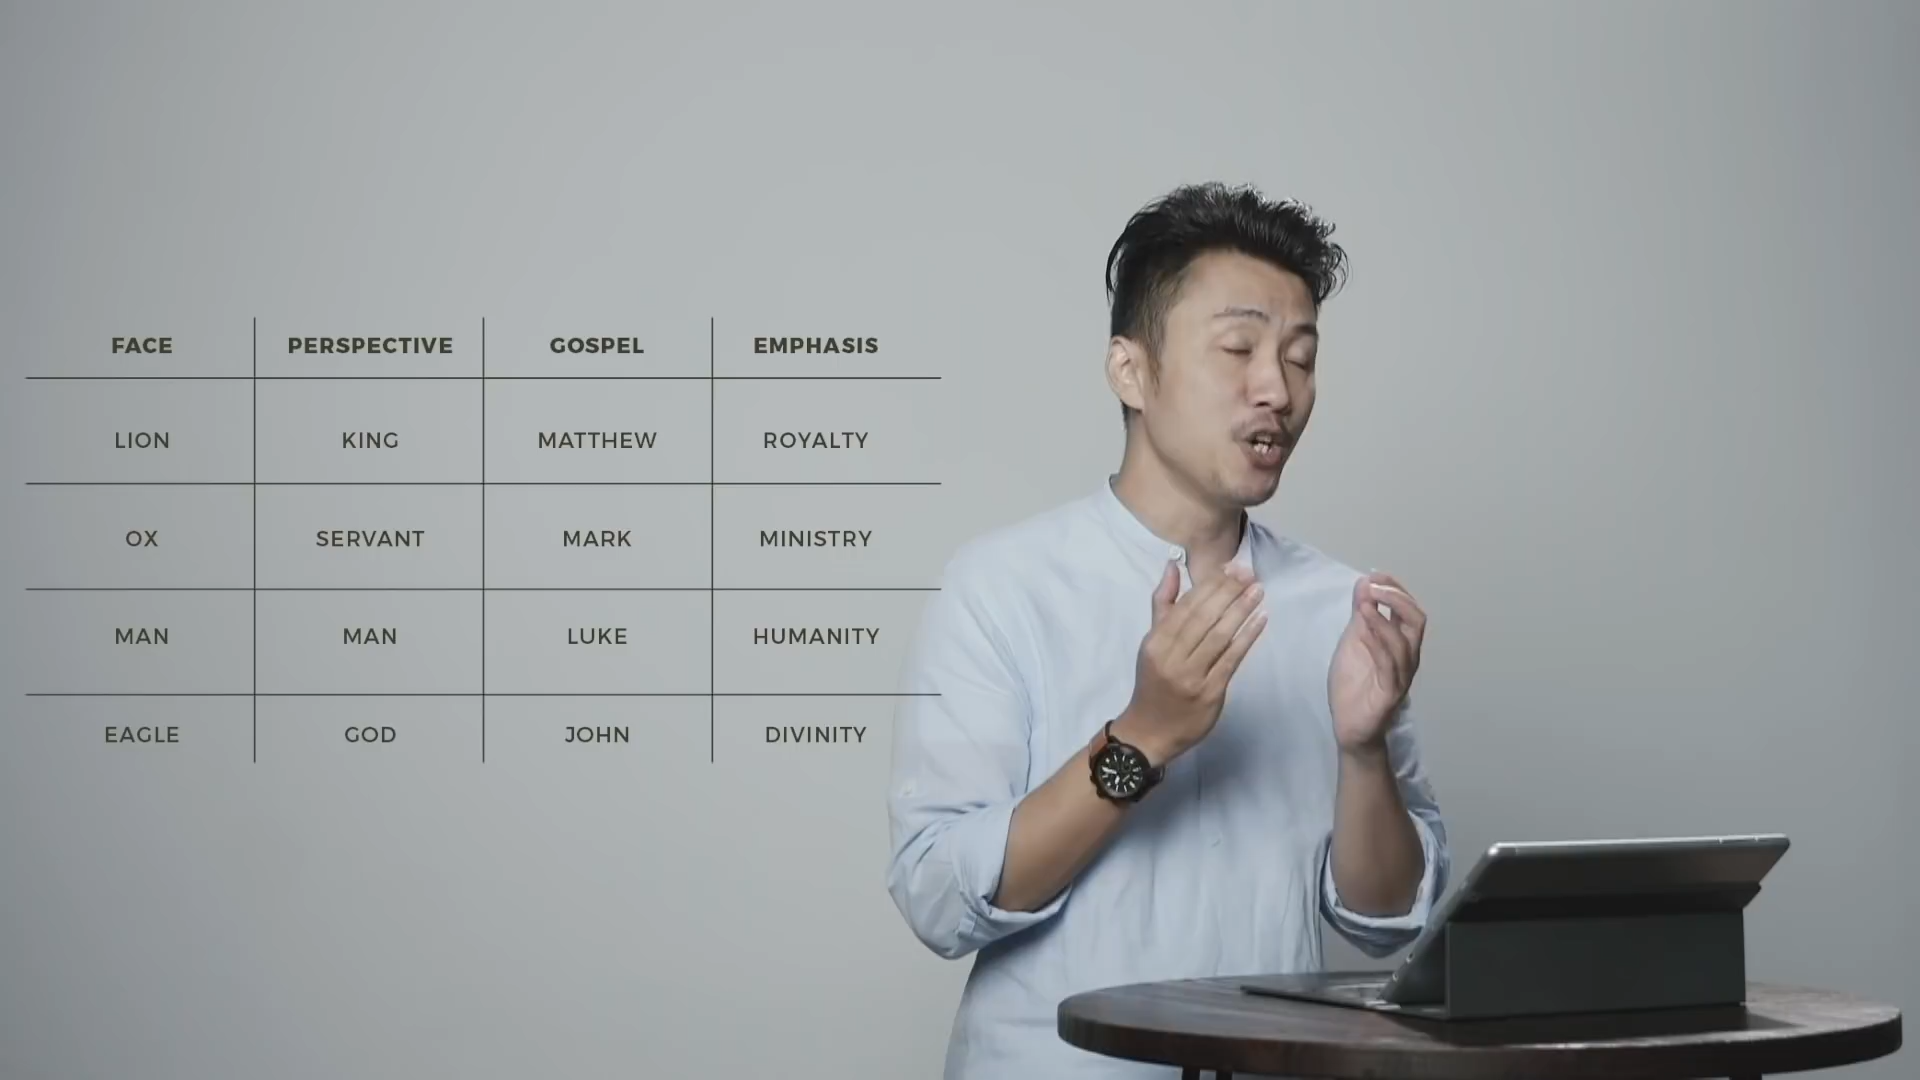 FACE PERSPECTIVE GOSPEL EMPHASIS
LION KING MATTHEW ROYALTY
OX SERVANT MARK MINISTRY
MAN MAN LUKE HUMANITY
EAGLE GOD JOHN DIVINITY